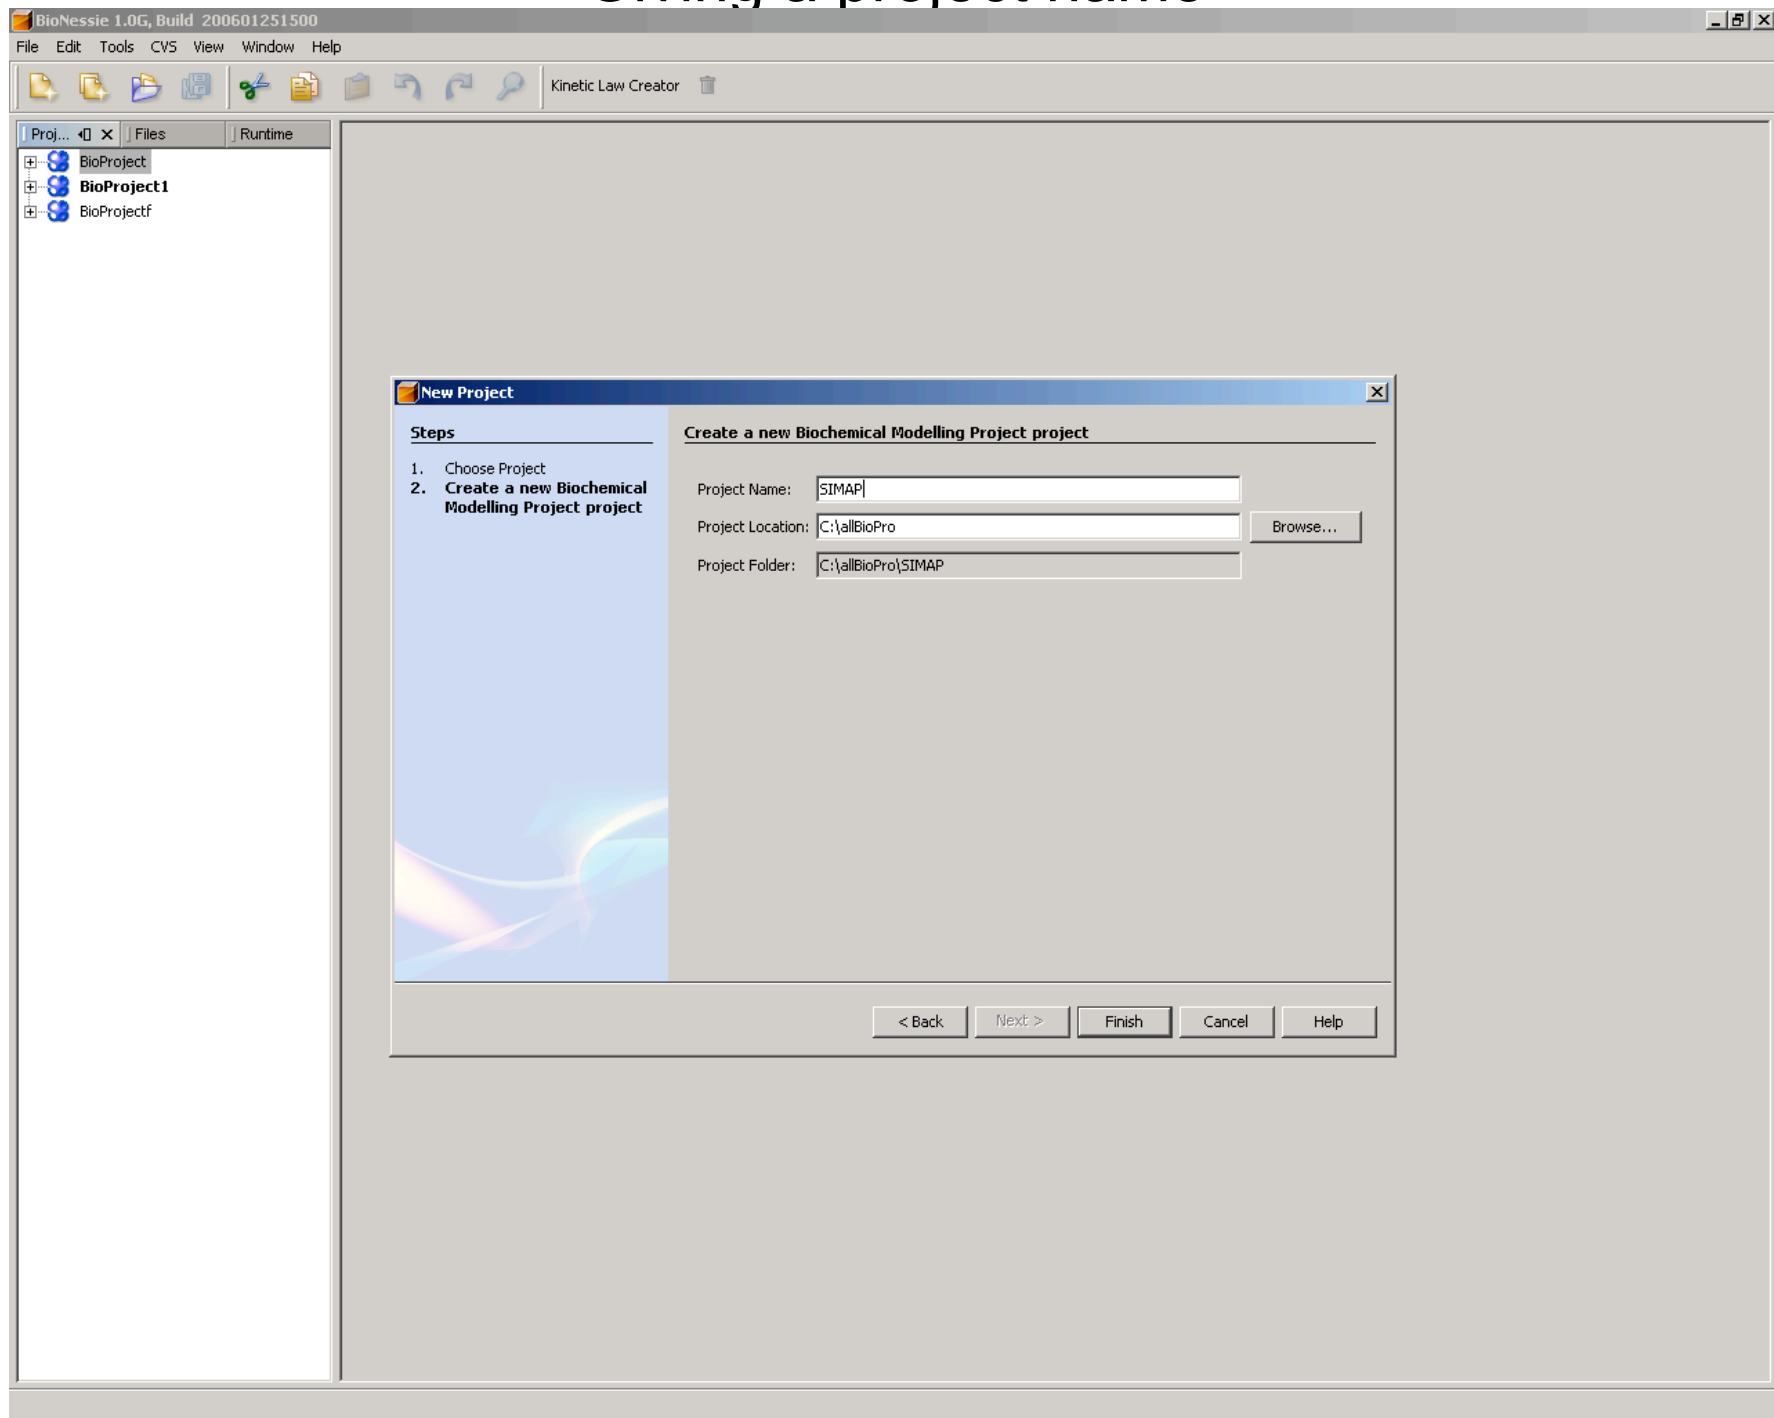 BioNessie 1.0G, Build 200601251500
File Edit Tools CVS View Window Help
Kinetic Law Creator
Proj... Files Runtime
BioProject
BioProject1
BioProjectf
New Project
Steps
1. Choose Project
2. Create a new Biochemical
Modelling Project project
Create a new Biochemical Modelling Project project
Project Name: SIMAP
Project Location: C:\allBioPro Browse...
Project Folder: C:\allBioPro\SIMAP
< Back Next > Finish Cancel Help